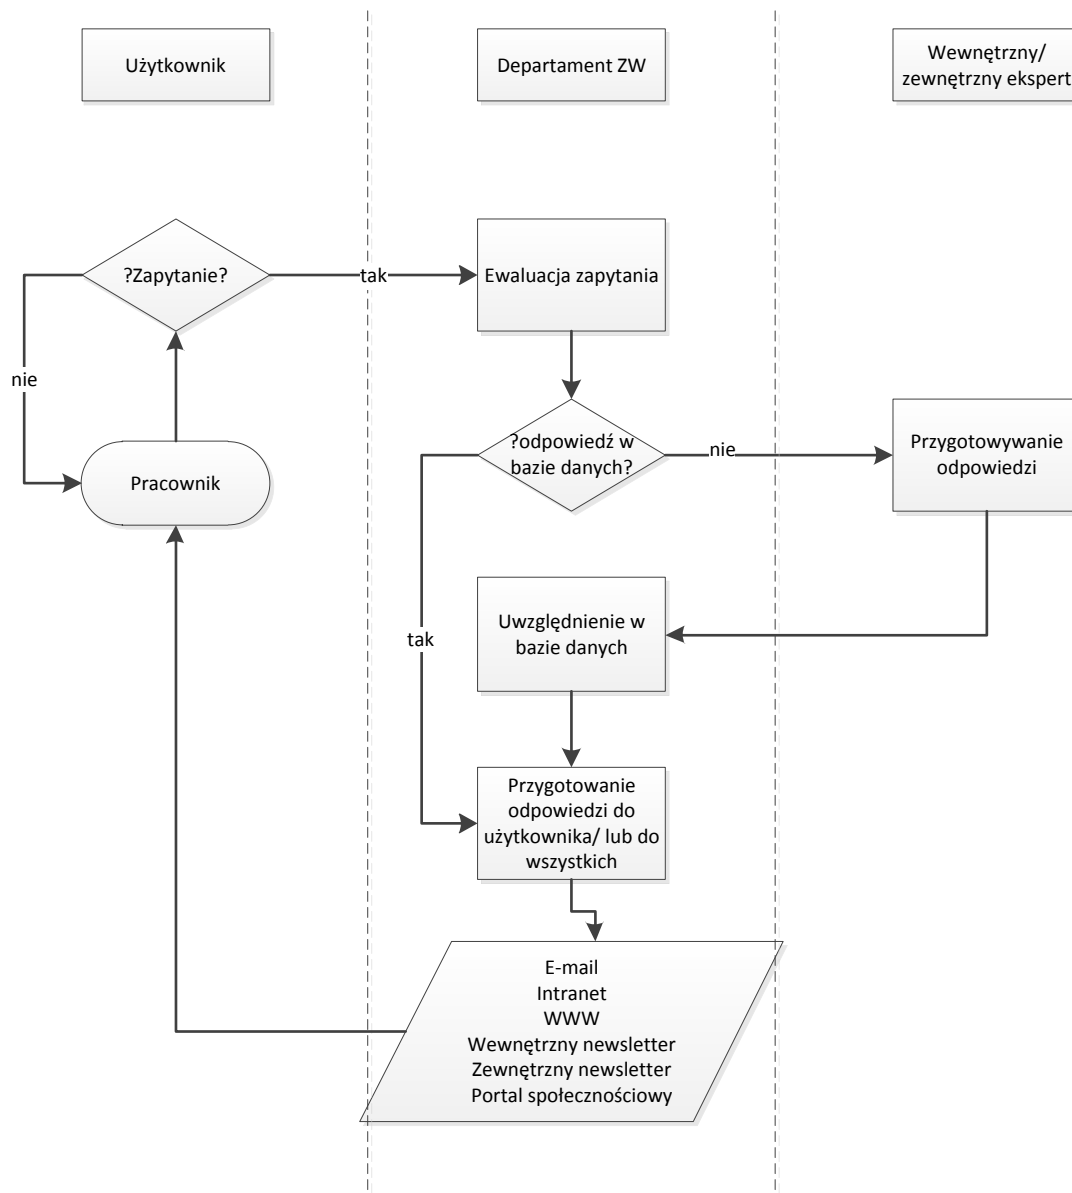 Użytkownik
Departament ZW
Wewnętrzny/
zewnętrzny ekspert
?Zapytanie?
tak
Ewaluacja zapytania
nie
?odpowiedź w
bazie danych?
nie
Przygotowywanie
odpowiedzi
Pracownik
Uwzględnienie w
bazie danych
tak
Przygotowanie
odpowiedzi do
użytkownika/ lub do
wszystkich
E-mail
Intranet
WWW
Wewnętrzny newsletter
Zewnętrzny newsletter
Portal społecznościowy